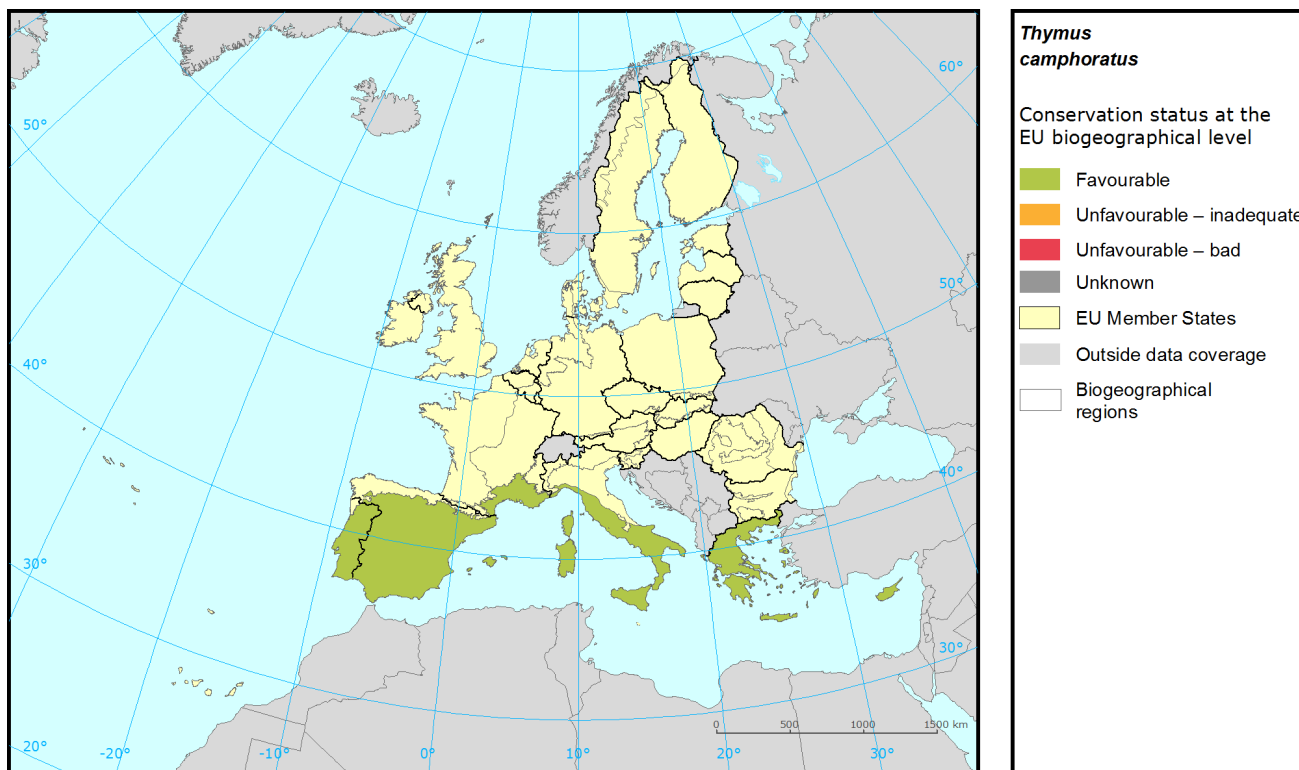 Thymus
camphoratus
Conservation status at the
EU biogeographical level
Favourable
Unfavourable – inadequate
Unfavourable – bad
Unknown
EU Member States
Outside data coverage
Biogeographical
regions
60°
50°
50°
40°
40°
30°
30°
20°
-20°
-10°
0°
10°
20°
30°
0 500 1000 1500 km